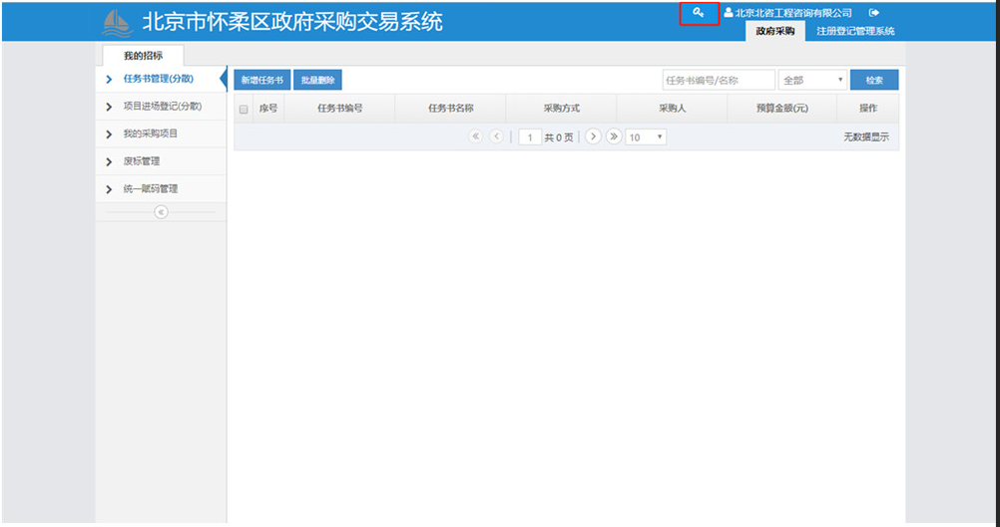 北京市怀柔区政府采购交易系统
北京北咨工程咨询有限公司
政府采购 注册登记管理系统
我的招标
任务书管理(分散)
项目进场登记(分散)
我的采购项目
废标管理
统一赋码管理
新增任务书 批量删除 任务书编号/名称 全部 检索
序号 任务书编号 任务书名称 采购方式 采购人 预算金额(元) 操作
1 共 0 页 10 无数据显示